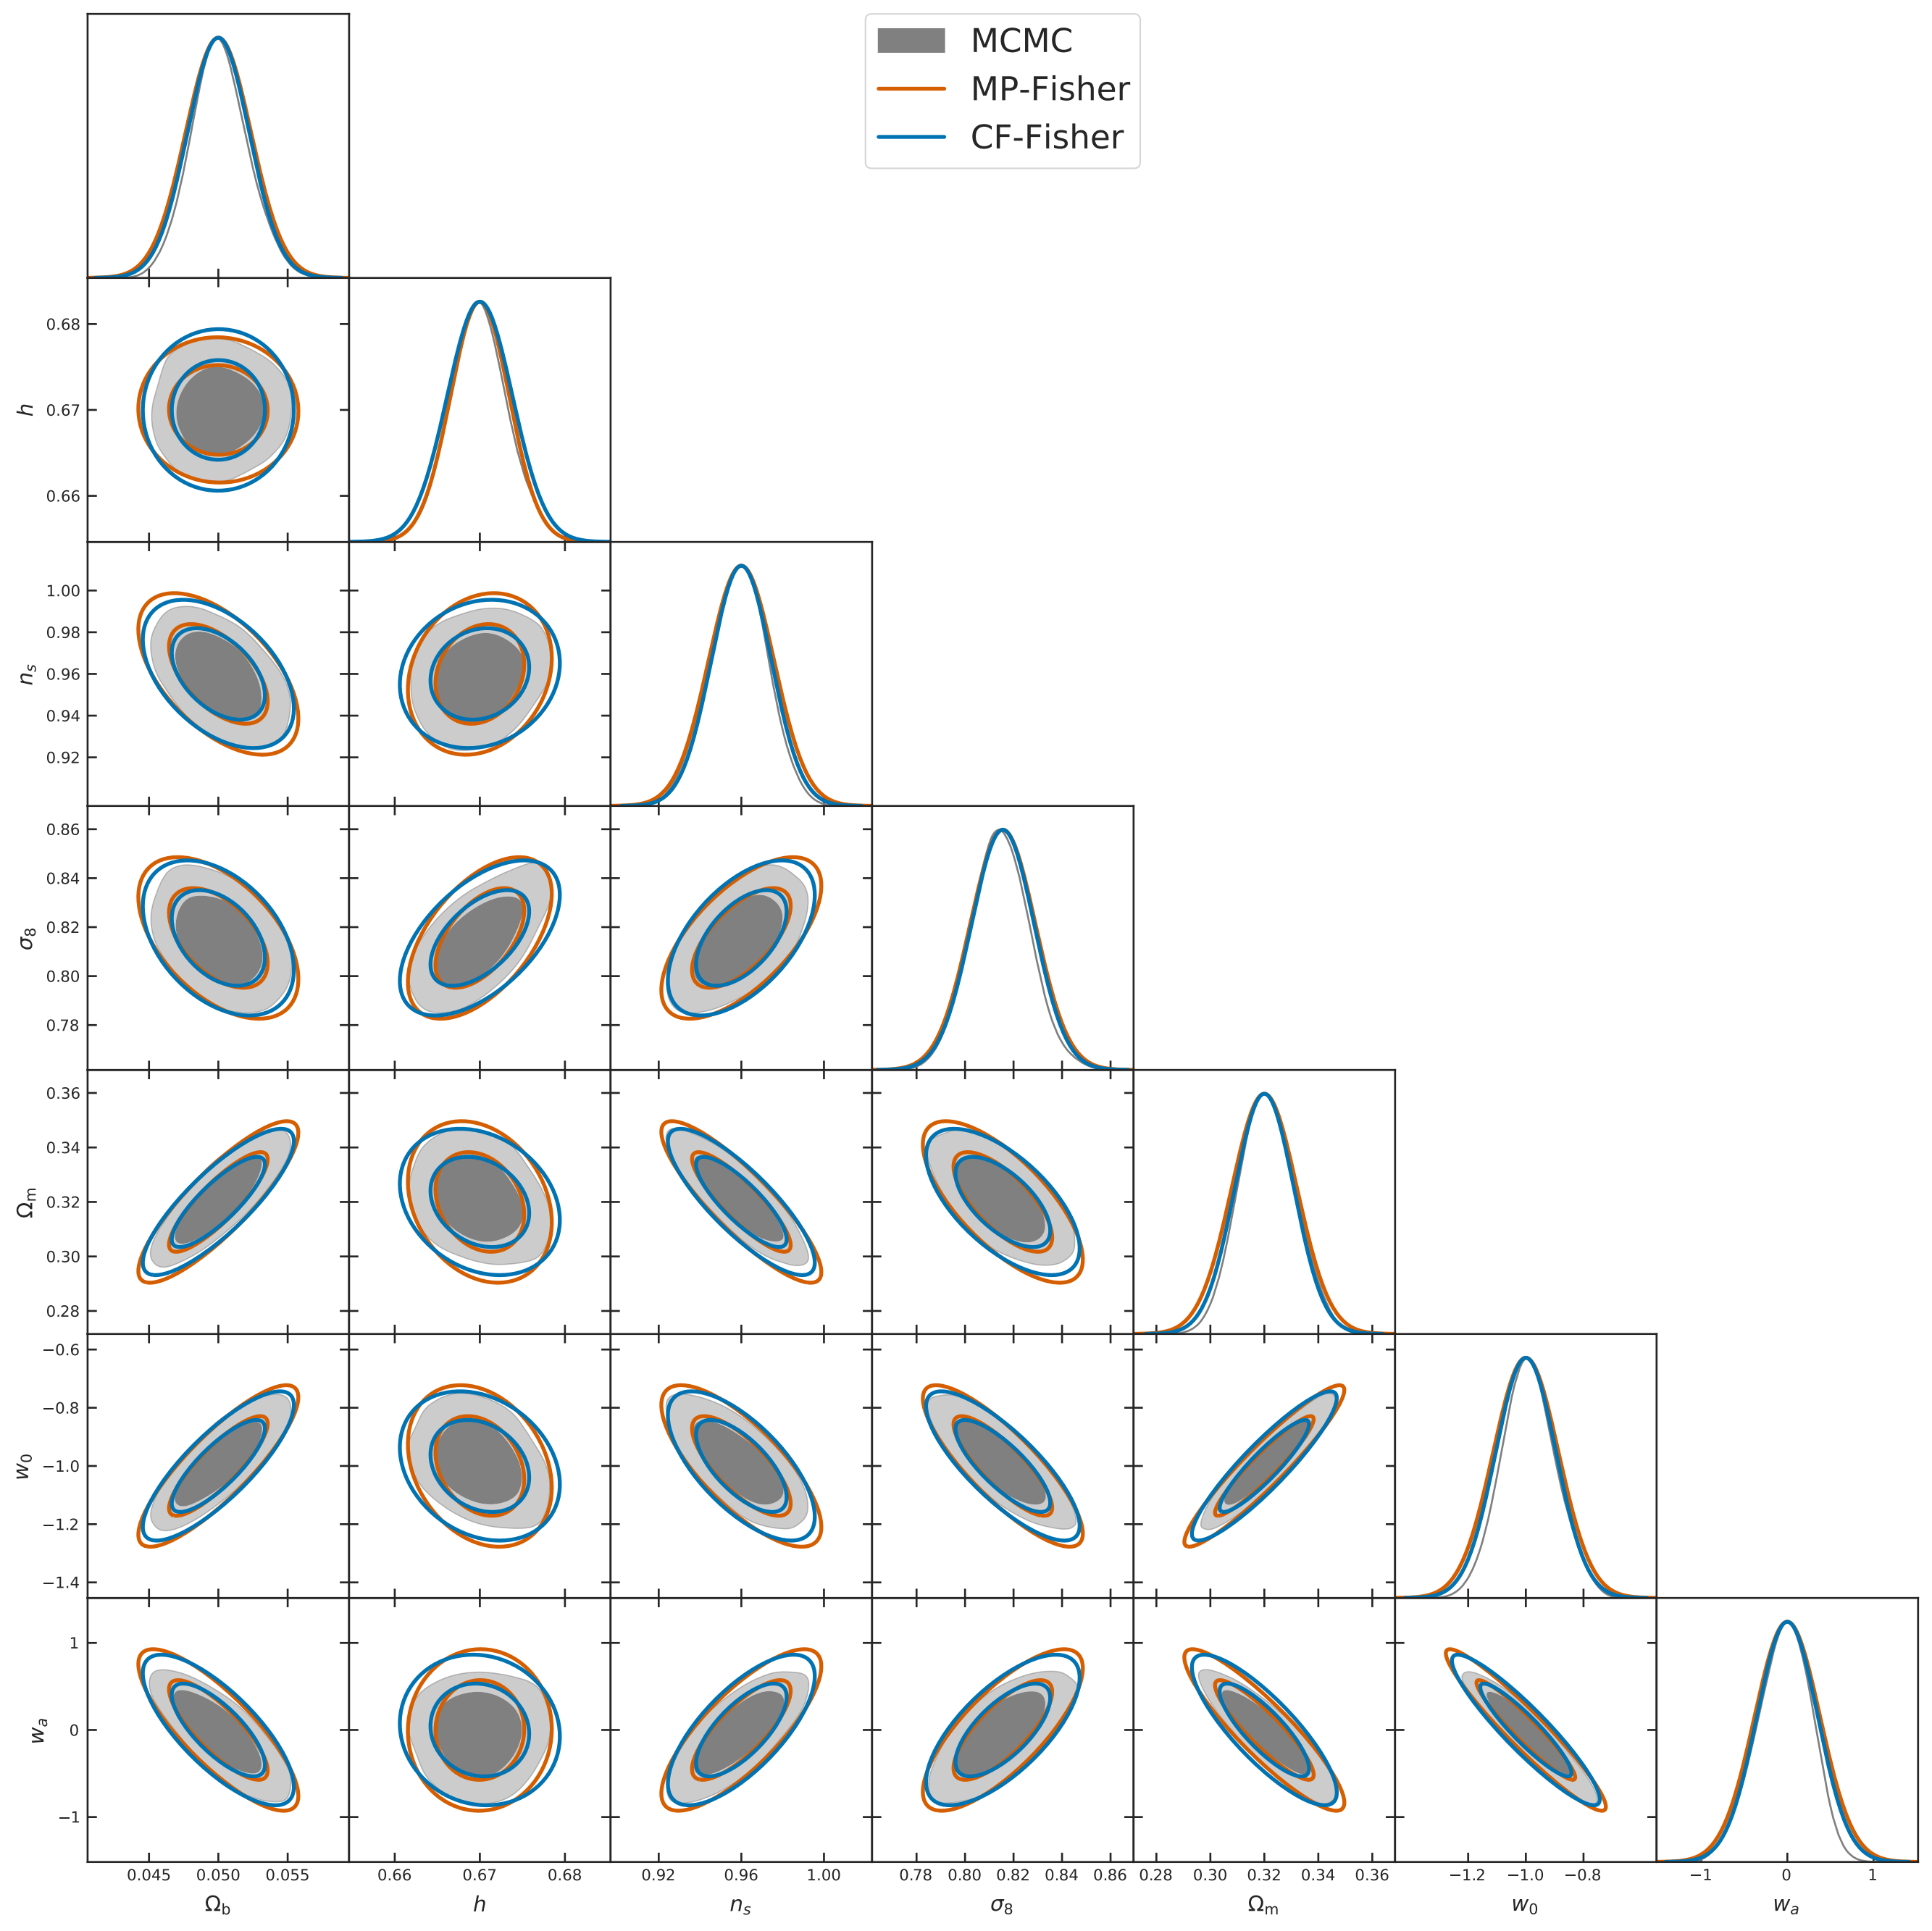 MCMC
MP-Fisher
CF-Fisher
0.68
0.67
0.66
h
1.00
0.98
0.96
0.94
0.92
n_s
0.86
0.84
0.82
0.80
0.78
σ_8
0.36
0.34
0.32
0.30
0.28
Ω_m
−0.6
−0.8
−1.0
−1.2
−1.4
w_0
1
0
−1
w_a
0.045 0.050 0.055 0.66 0.67 0.68 0.92 0.96 1.00 0.78 0.80 0.82 0.84 0.86 0.28 0.30 0.32 0.34 0.36 −1.2 −1.0 −0.8 −1 0 1
Ω_b h n_s σ_8 Ω_m w_0 w_a